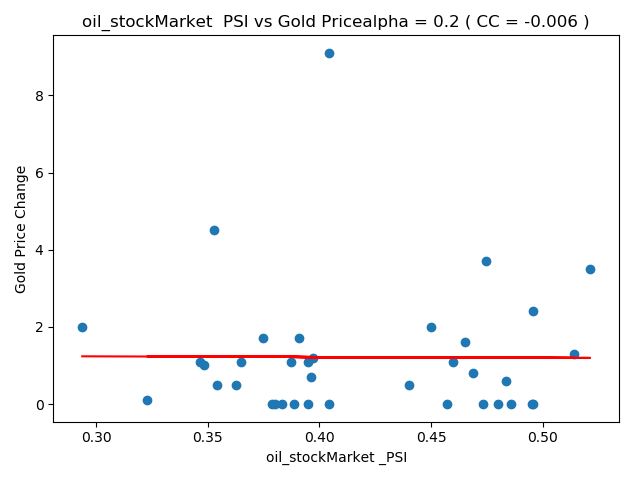 oil_stockMarket  PSI vs Gold Pricealpha = 0.2 ( CC = -0.006 )
8
6
4
2
0
Gold Price Change
0.30 0.35 0.40 0.45 0.50
oil_stockMarket _PSI